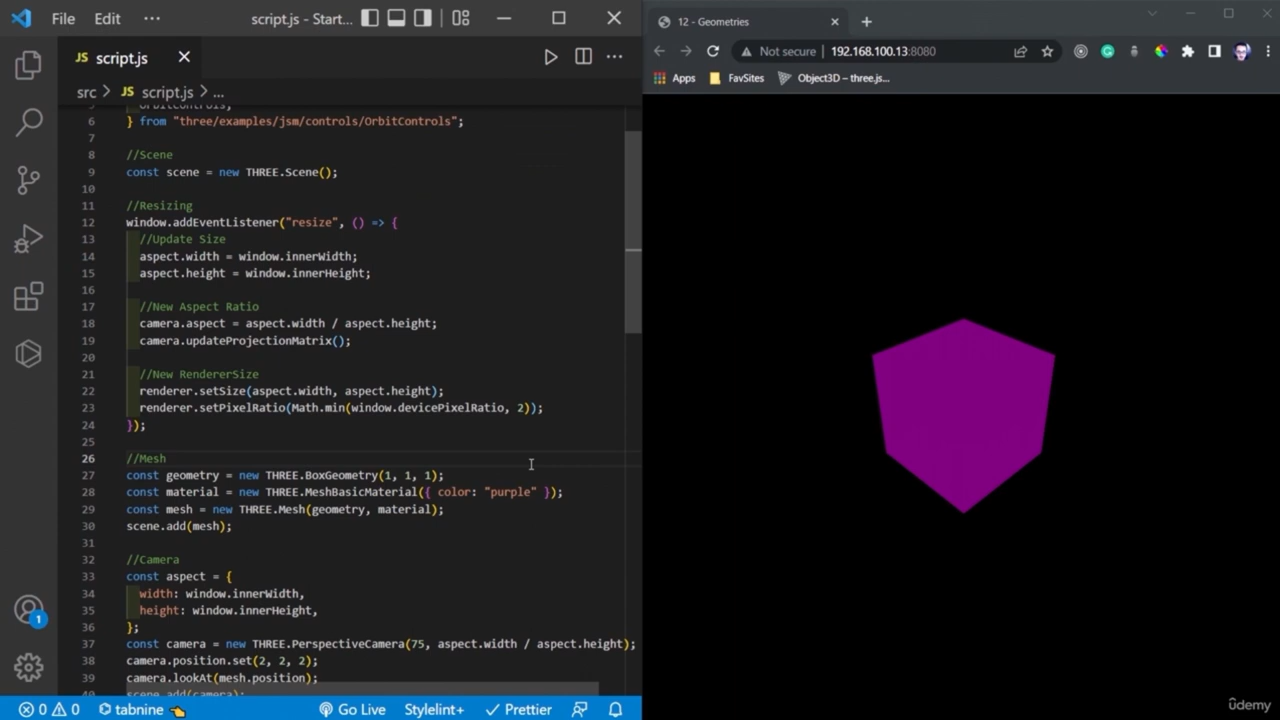 File Edit ··· script.js - Start...
JS script.js
src > JS script.js > ...
OrbitControls,
6 } from "three/examples/jsm/controls/OrbitControls";
7
8 //Scene
9 const scene = new THREE.Scene();
10
11 //Resizing
12 window.addEventListener("resize", () => {
13 //Update Size
14 aspect.width = window.innerWidth;
15 aspect.height = window.innerHeight;
16
17 //New Aspect Ratio
18 camera.aspect = aspect.width / aspect.height;
19 camera.updateProjectionMatrix();
20
21 //New RendererSize
22 renderer.setSize(aspect.width, aspect.height);
23 renderer.setPixelRatio(Math.min(window.devicePixelRatio, 2));
24 });
25
26 //Mesh
27 const geometry = new THREE.BoxGeometry(1, 1, 1);
28 const material = new THREE.MeshBasicMaterial({ color: "purple" });
29 const mesh = new THREE.Mesh(geometry, material);
30 scene.add(mesh);
31
32 //Camera
33 const aspect = {
34 width: window.innerWidth,
35 height: window.innerHeight,
36 };
37 const camera = new THREE.PerspectiveCamera(75, aspect.width / aspect.height);
38 camera.position.set(2, 2, 2);
39 camera.lookAt(mesh.position);
40 scene.add(camera);
1
0 0 tabnine Go Live Stylelint+ Prettier
12 - Geometries
Not secure 192.168.100.13:8080
Apps FavSites Object3D – three.js...
ûdemy